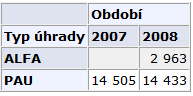 Období
Typ úhrady 2007 2008
ALFA 2 963
PAU 14 505 14 433